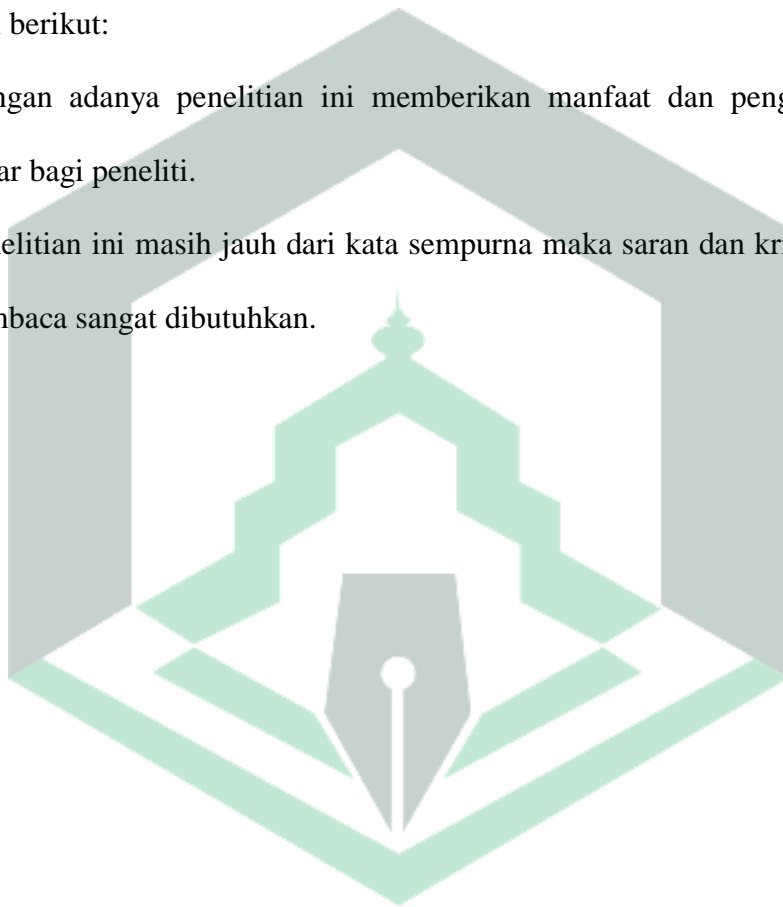 berikut:
ngan adanya penelitian ini memberikan manfaat dan peng
ar bagi peneliti.
elitian ini masih jauh dari kata sempurna maka saran dan kr
nbaca sangat dibutuhkan.